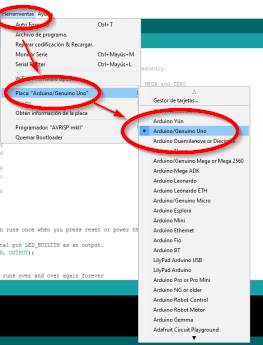 Herramientas Ayuda
Auto Formato Ctrl+T
Archivo de programa.
Reparar codificación & Recargar.
Monitor Serie Ctrl+Mayús+M
Serial Plotter Ctrl+Mayús+L
Placa: "Arduino/Genuino Uno"
Obtén información de la placa
Programador: "AVRISP mkII"
Quemar Bootloader
Gestor de tarjetas...
Arduino Yún
Arduino/Genuino Uno
Arduino Duemilanove or Diecimila
Arduino/Genuino Mega or Mega 2560
Arduino Mega ADK
Arduino Leonardo
Arduino Leonardo ETH
Arduino/Genuino Micro
Arduino Esplora
Arduino Mini
Arduino Ethernet
Arduino Fio
Arduino BT
LilyPad Arduino USB
LilyPad Arduino
Arduino Pro or Pro Mini
Arduino NG or older
Arduino Robot Control
Arduino Robot Motor
Arduino Gemma
Adafruit Circuit Playground
MEGA and ZERO
n runs once when you press reset or power th
tal pin LED_BUILTIN as an output.
N, OUTPUT);
runs over and over again forever